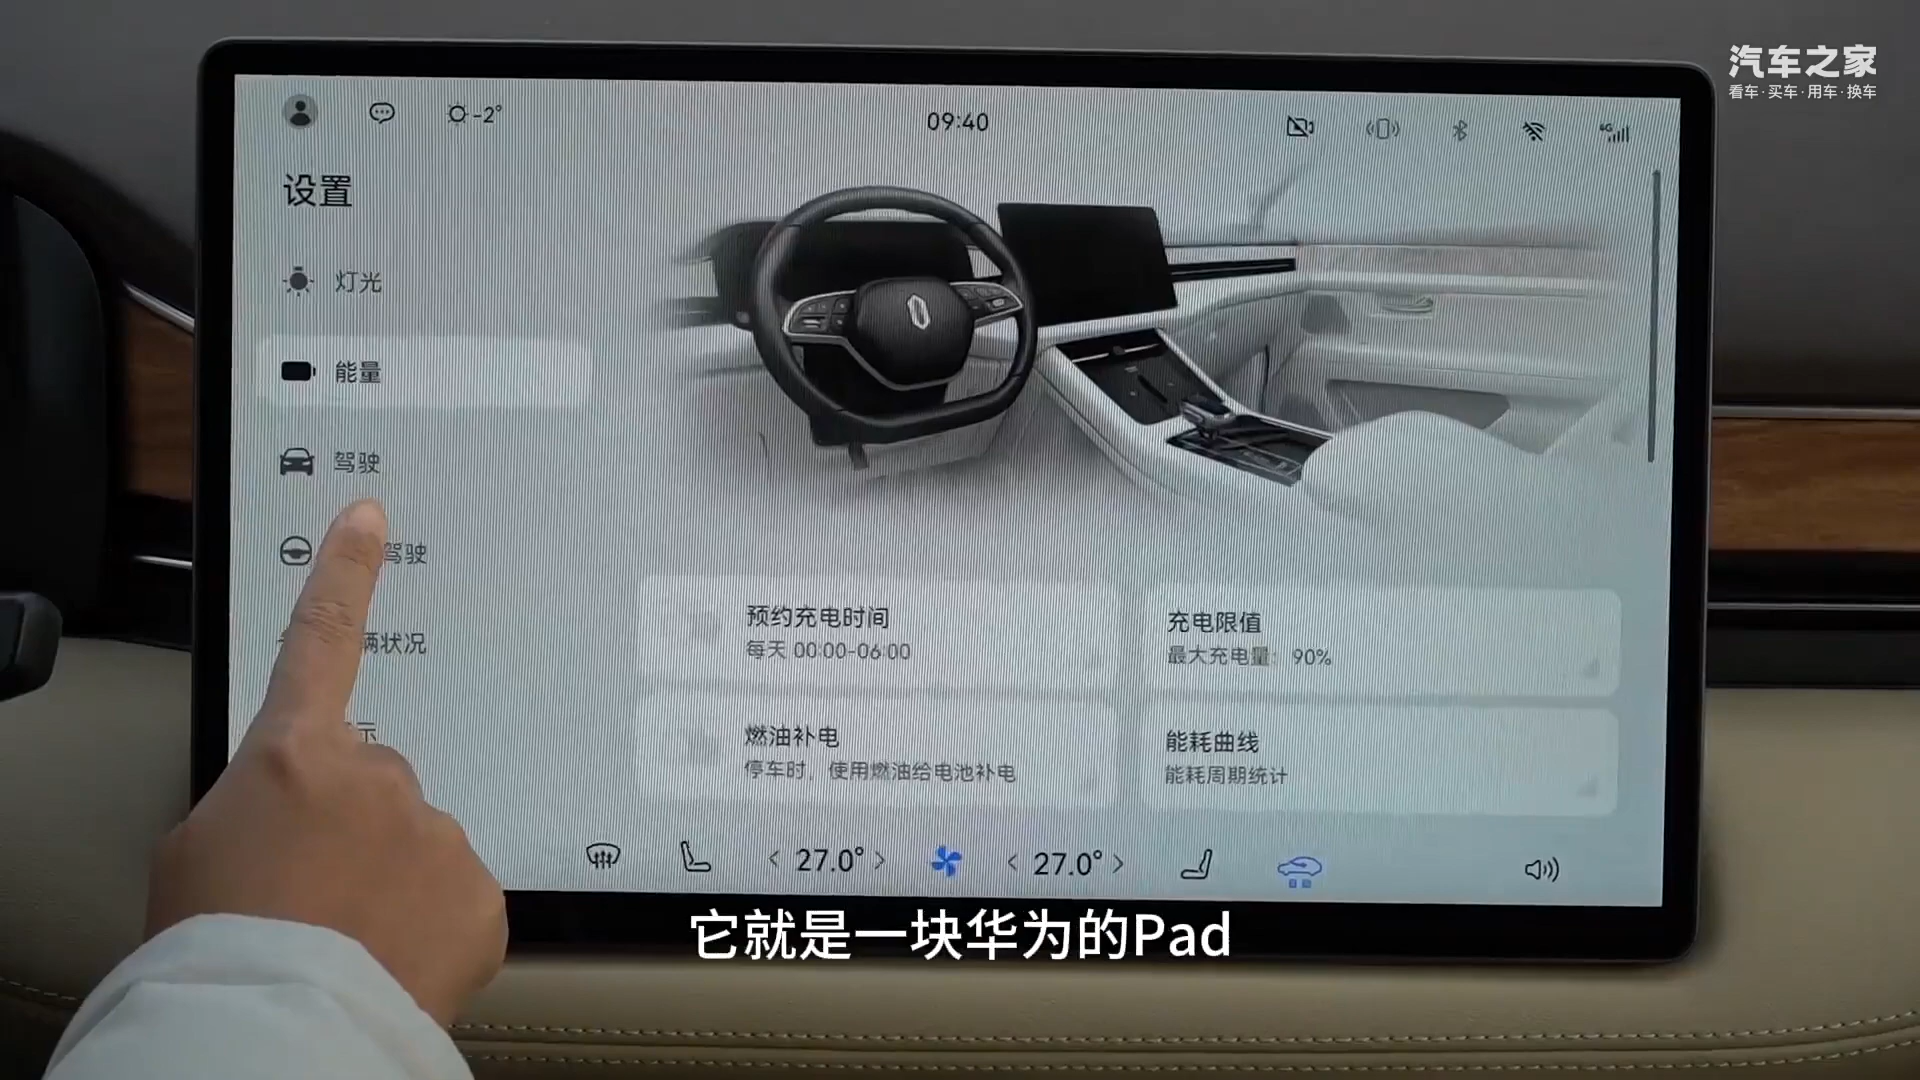 汽车之家
看车·买车·用车·换车
-2°
09:40
设置
灯光
能量
驾驶
驾驶
辆状况
示
预约充电时间
每天 00:00-06:00
充电限值
最大充电量: 90%
燃油补电
停车时，使用燃油给电池补电
能耗曲线
能耗周期统计
< 27.0° >
< 27.0° >
它就是一块华为的Pad